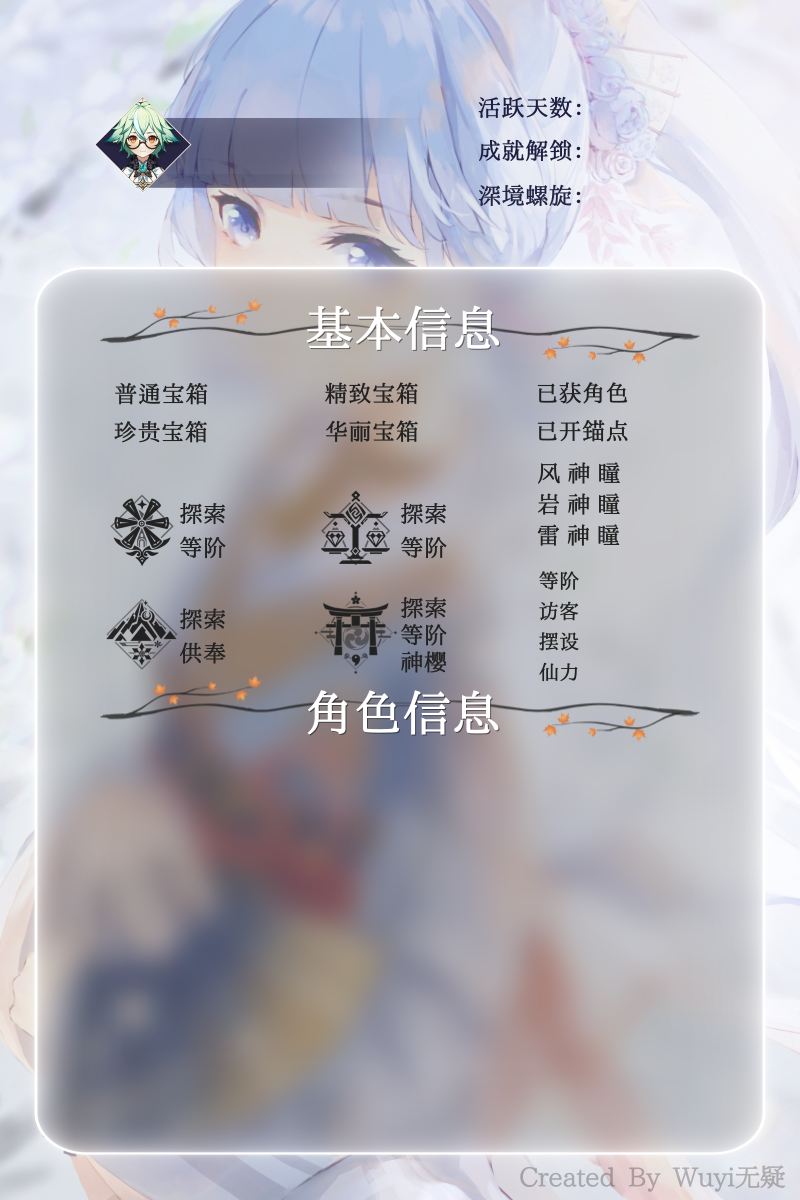 活跃天数:
成就解锁:
深境螺旋:
基本信息
普通宝箱
精致宝箱
已获角色
珍贵宝箱
华丽宝箱
已开锚点
风神瞳
岩神瞳
雷神瞳
探索
等阶
探索
等阶
探索
供奉
探索
等阶
神樱
等阶
访客
摆设
仙力
角色信息
Created By Wuyi无疑